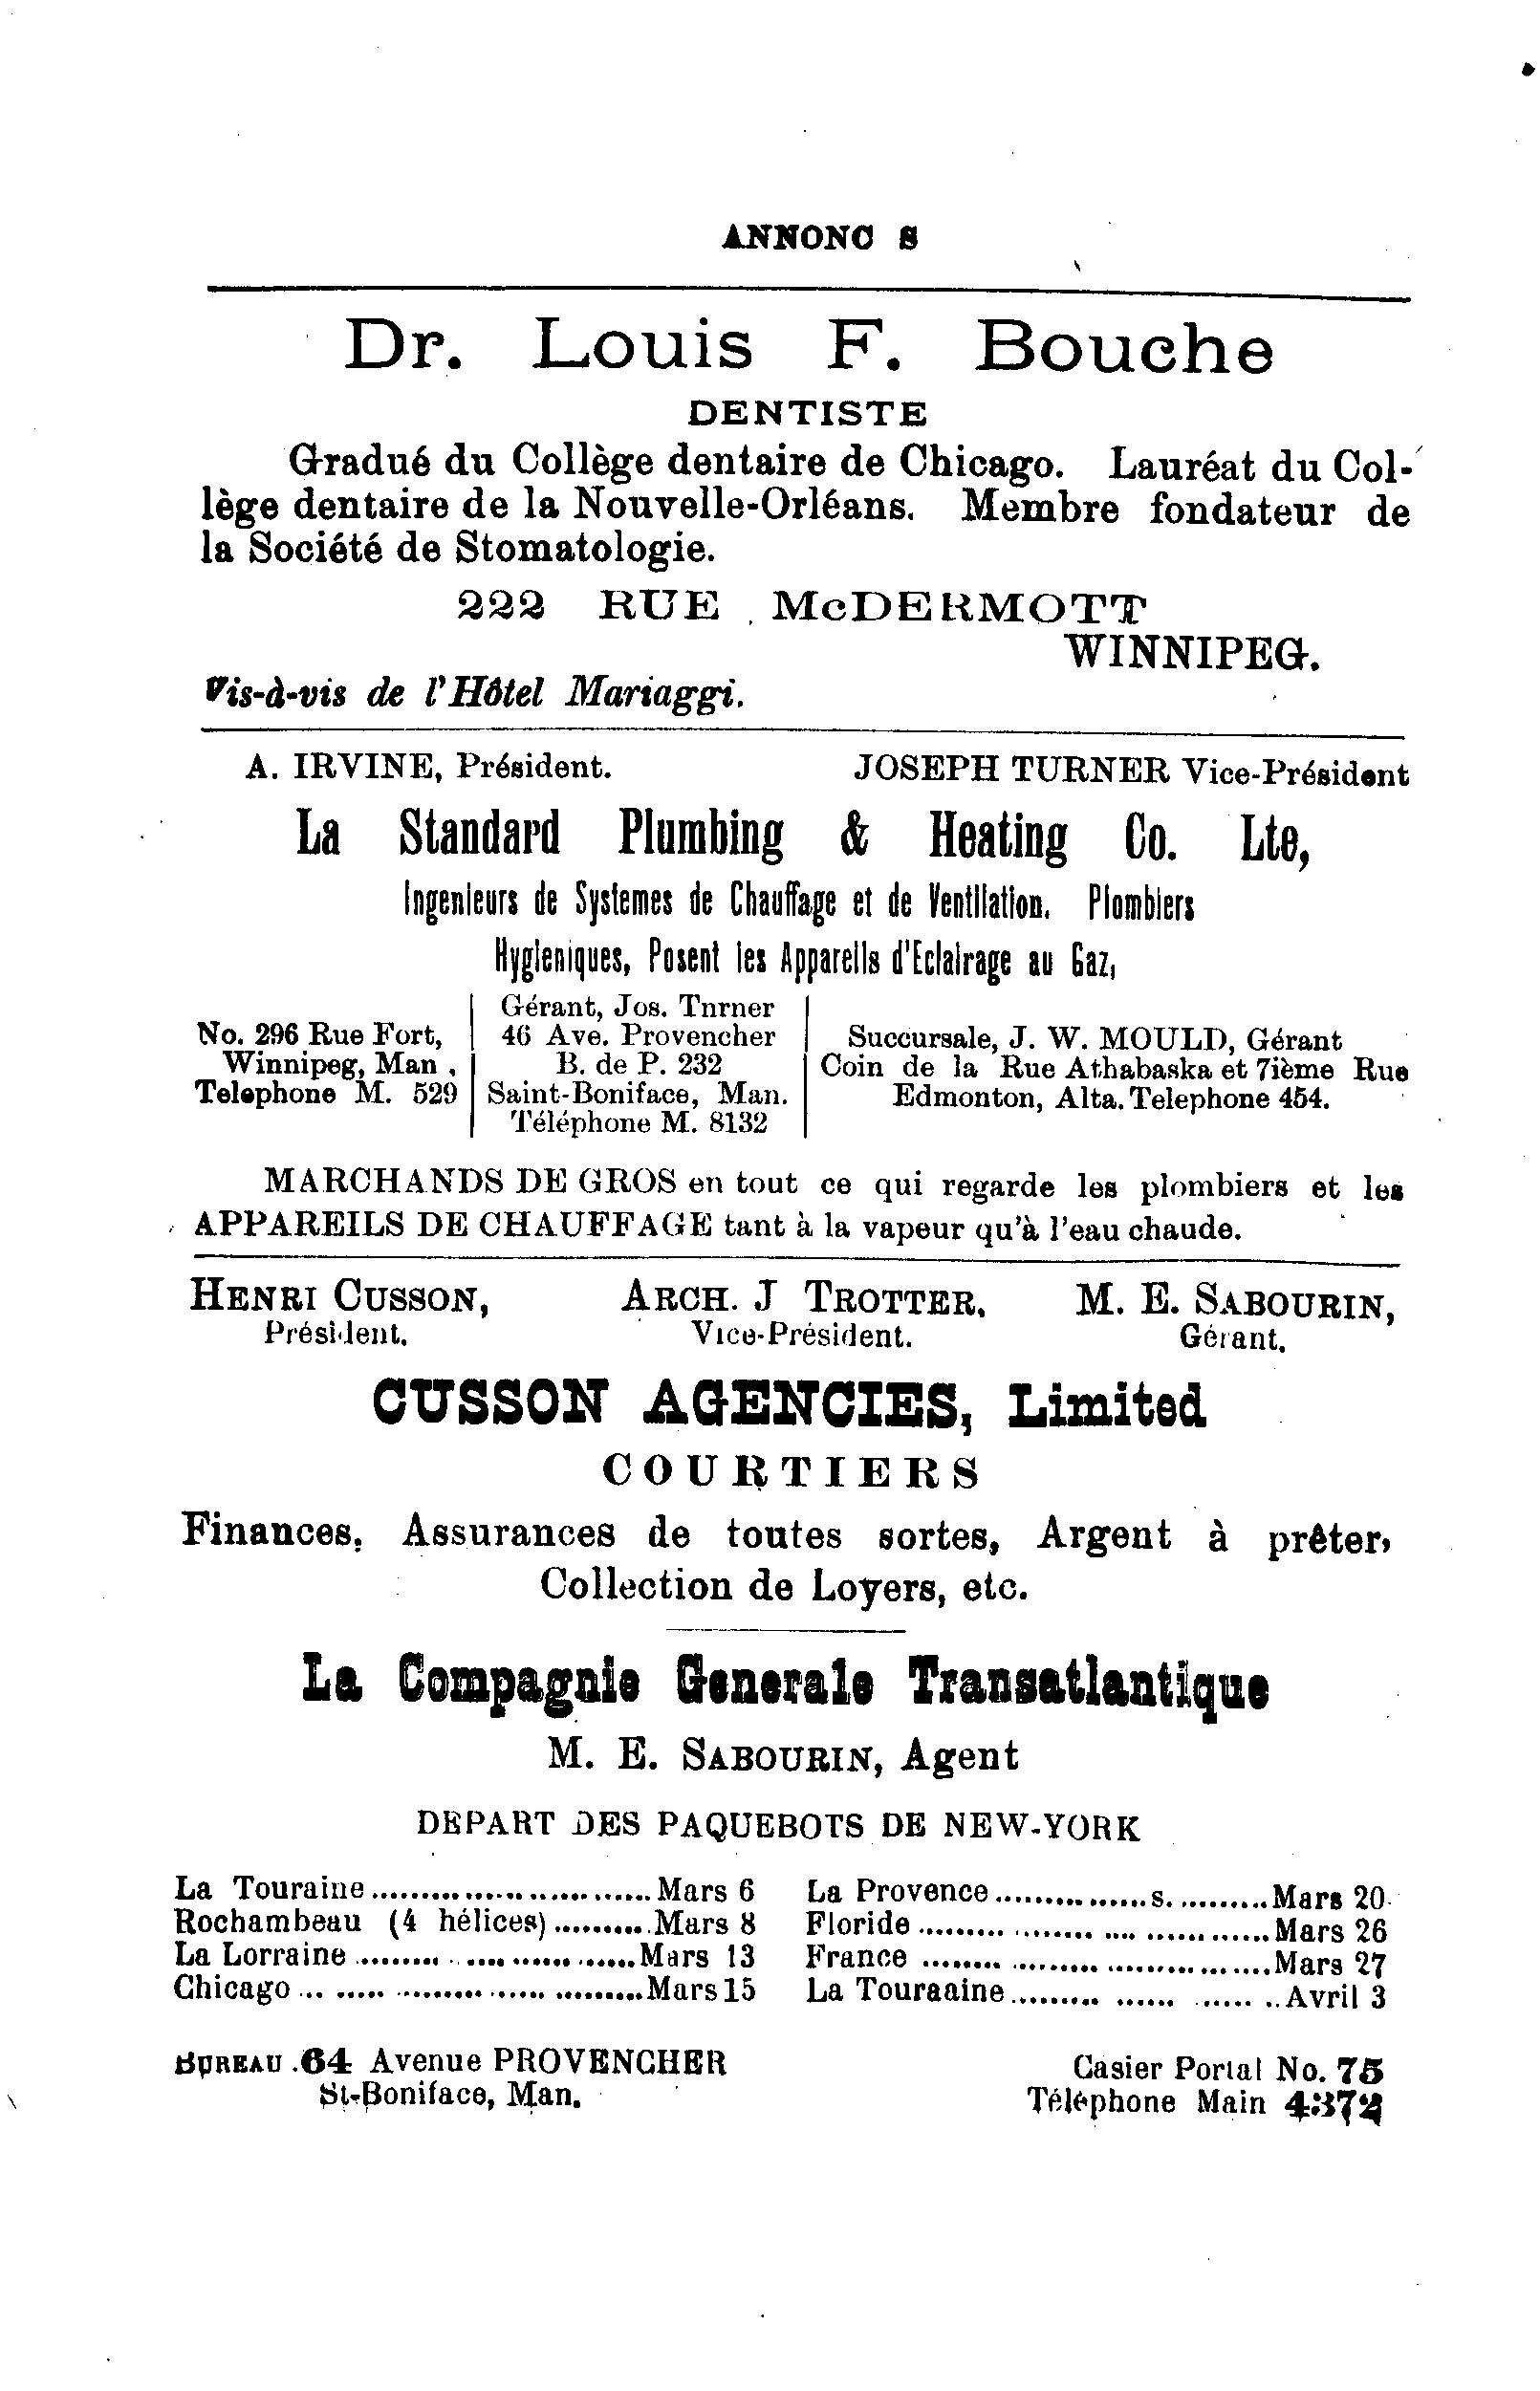 ANNONC S
Dr. Louis F. Bouche
DENTISTE
Gradué du Collège dentaire de Chicago. Lauréat du Col-
lège dentaire de la Nouvelle-Orléans. Membre fondateur de
la Société de Stomatologie.
222 RUE McDERMOTT
WINNIPEG.
Vis-à-vis de l'Hôtel Mariaggi.
A. IRVINE, Président. JOSEPH TURNER Vice-Président
La Standard Plumbing & Heating Co. Lte,
Ingenieurs de Systemes de Chauffage et de Ventilation. Plombiers
Hygieniques, Posent les Appareils d'Eclairage au Gaz,
No. 296 Rue Fort,
Winnipeg, Man ,
Telephone M. 529
Gérant, Jos. Tnrner
46 Ave. Provencher
B. de P. 232
Saint-Boniface, Man.
Téléphone M. 8132
Succursale, J. W. MOULD, Gérant
Coin de la Rue Athabaska et 7ième Rue
Edmonton, Alta. Telephone 454.
MARCHANDS DE GROS en tout ce qui regarde les plombiers et les
APPAREILS DE CHAUFFAGE tant à la vapeur qu'à l'eau chaude.
HENRI CUSSON, ARCH. J TROTTER, M. E. SABOURIN,
Président. Vice-Président. Gérant.
CUSSON AGENCIES, Limited
COURTIERS
Finances, Assurances de toutes sortes, Argent à prêter,
Collection de Loyers, etc.
La Compagnie Generale Transatlantique
M. E. SABOURIN, Agent
DEPART DES PAQUEBOTS DE NEW-YORK
La Touraine..................................Mars 6
Rochambeau (4 hélices)..........Mars 8
La Lorraine.................................Mars 13
Chicago....................................Mars 15
La Provence...............s..........Mars 20
Floride....................................Mars 26
France....................................Mars 27
La Touraaine.........................Avril 3
BUREAU .64 Avenue PROVENCHER
St-Boniface, Man.
Casier Portal No. 75
Téléphone Main 4372